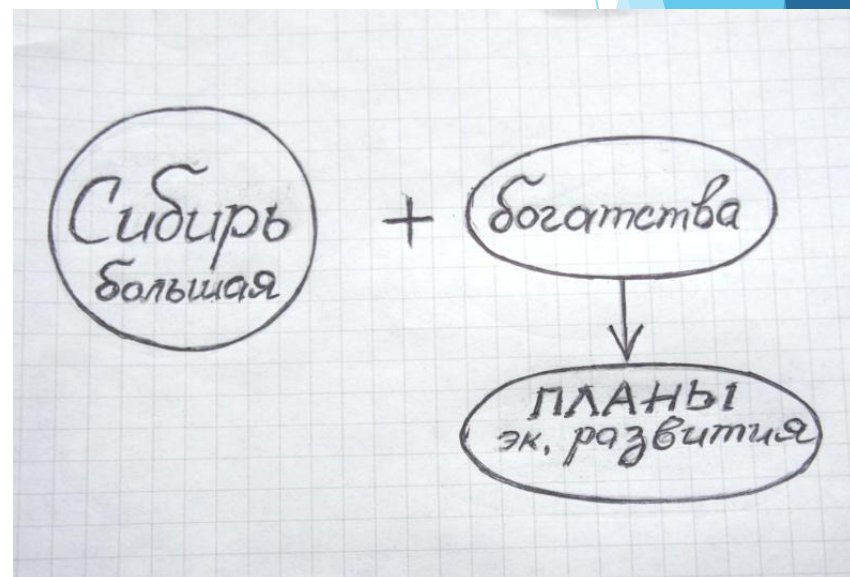 Сибирь
большая
+
богатства
ПЛАНЫ
эк. развития